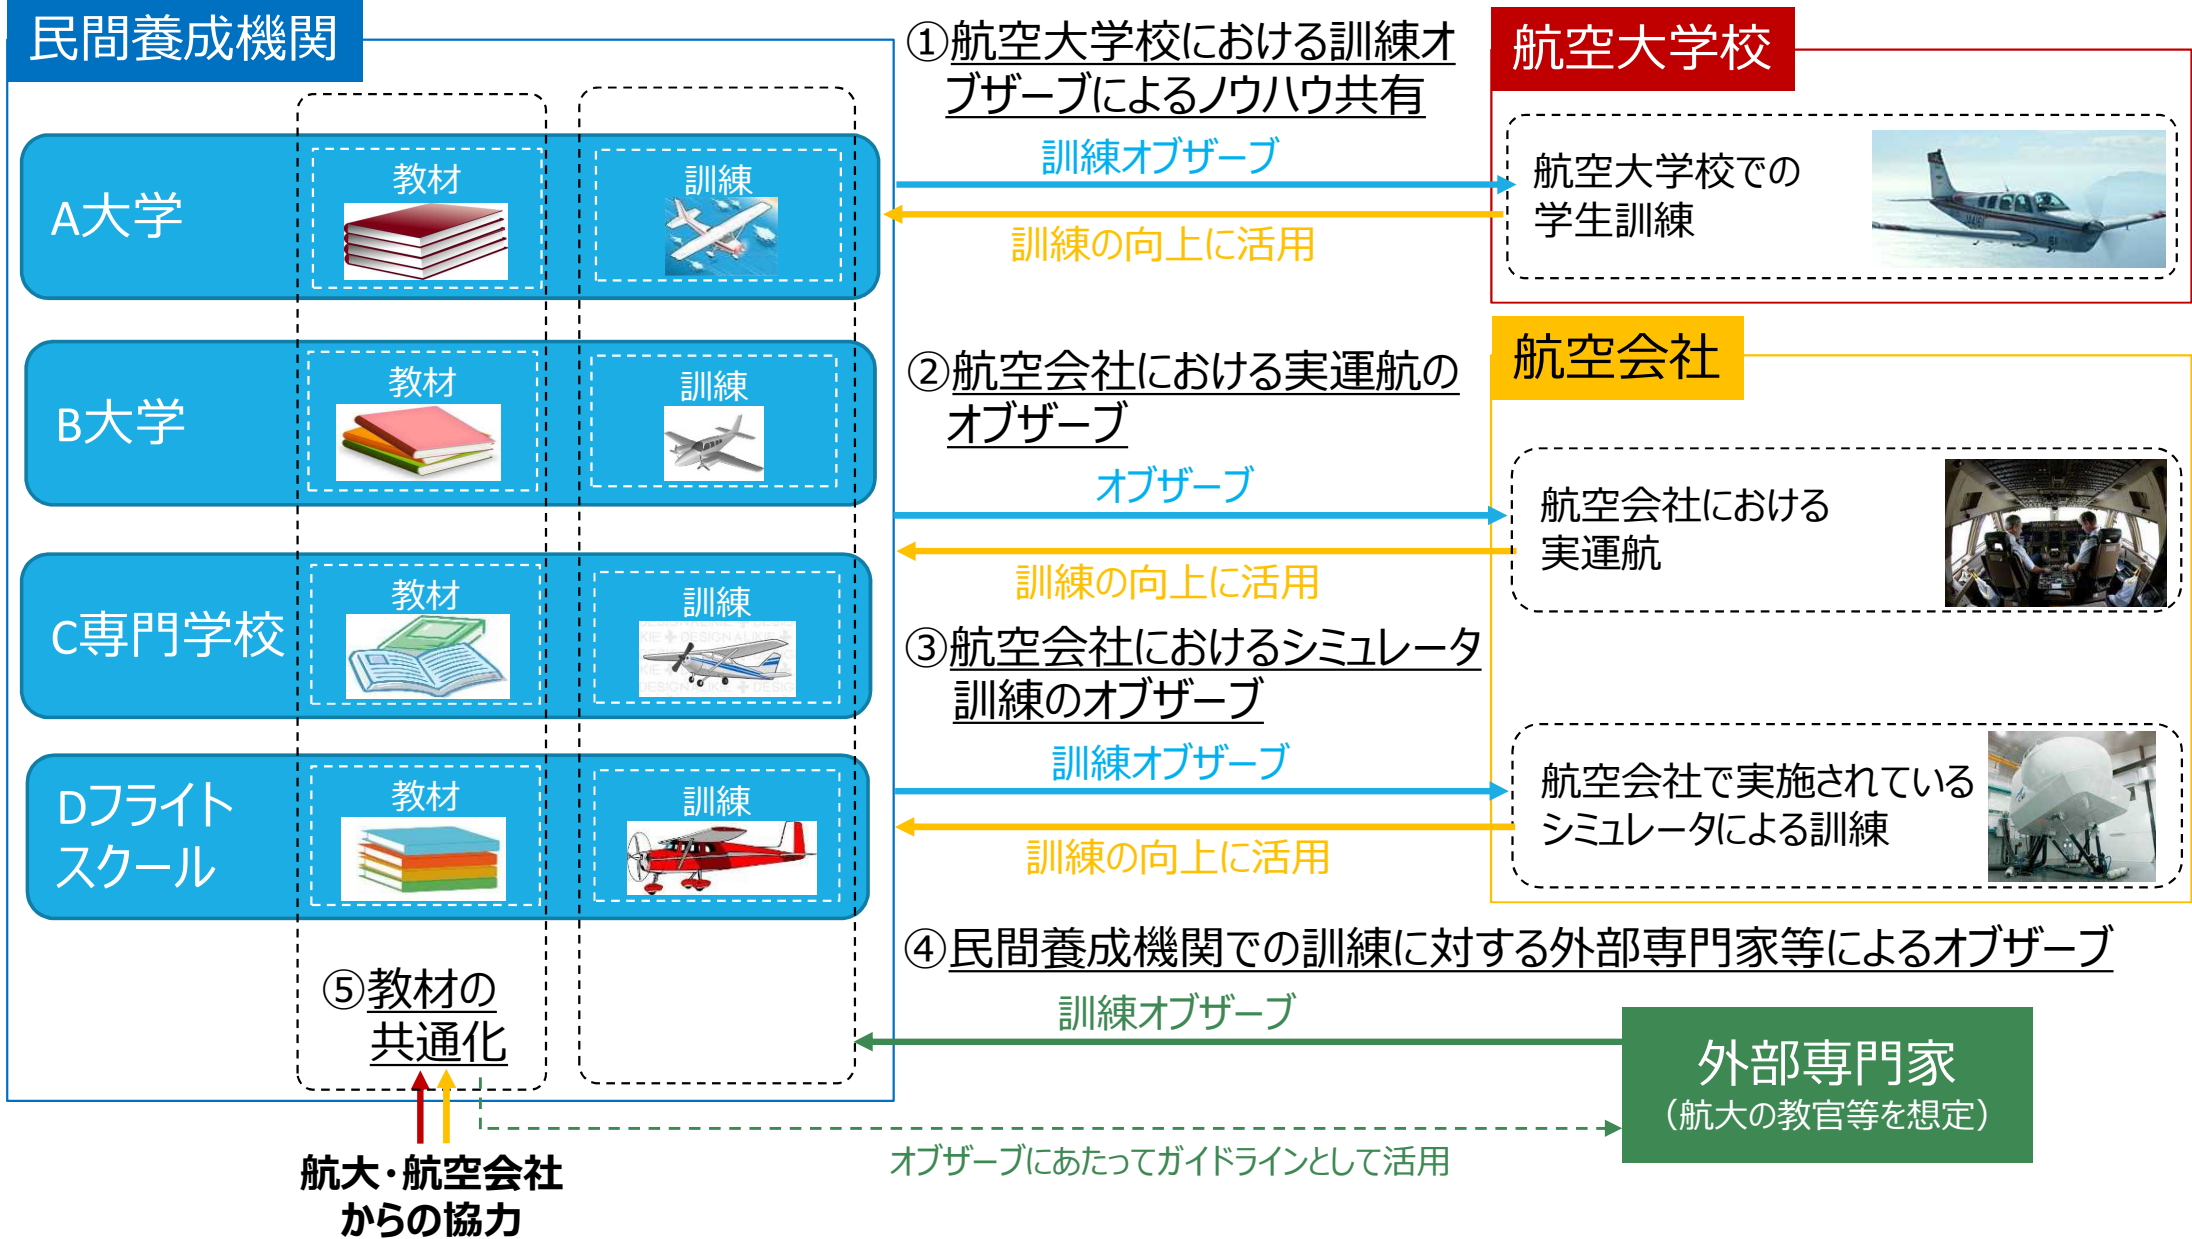 民間養成機関
A大学
教材
訓練
B大学
教材
訓練
C専門学校
教材
訓練
Dフライト
スクール
教材
訓練
⑤教材の
共通化
航大・航空会社
からの協力
①航空大学校における訓練オ
ブザーブによるノウハウ共有
訓練オブザーブ
訓練の向上に活用
②航空会社における実運航の
オブザーブ
オブザーブ
訓練の向上に活用
③航空会社におけるシミュレータ
訓練のオブザーブ
訓練オブザーブ
訓練の向上に活用
④民間養成機関での訓練に対する外部専門家等によるオブザーブ
訓練オブザーブ
オブザーブにあたってガイドラインとして活用
航空大学校
航空大学校での
学生訓練
航空会社
航空会社における
実運航
航空会社で実施されている
シミュレータによる訓練
外部専門家
（航大の教官等を想定）